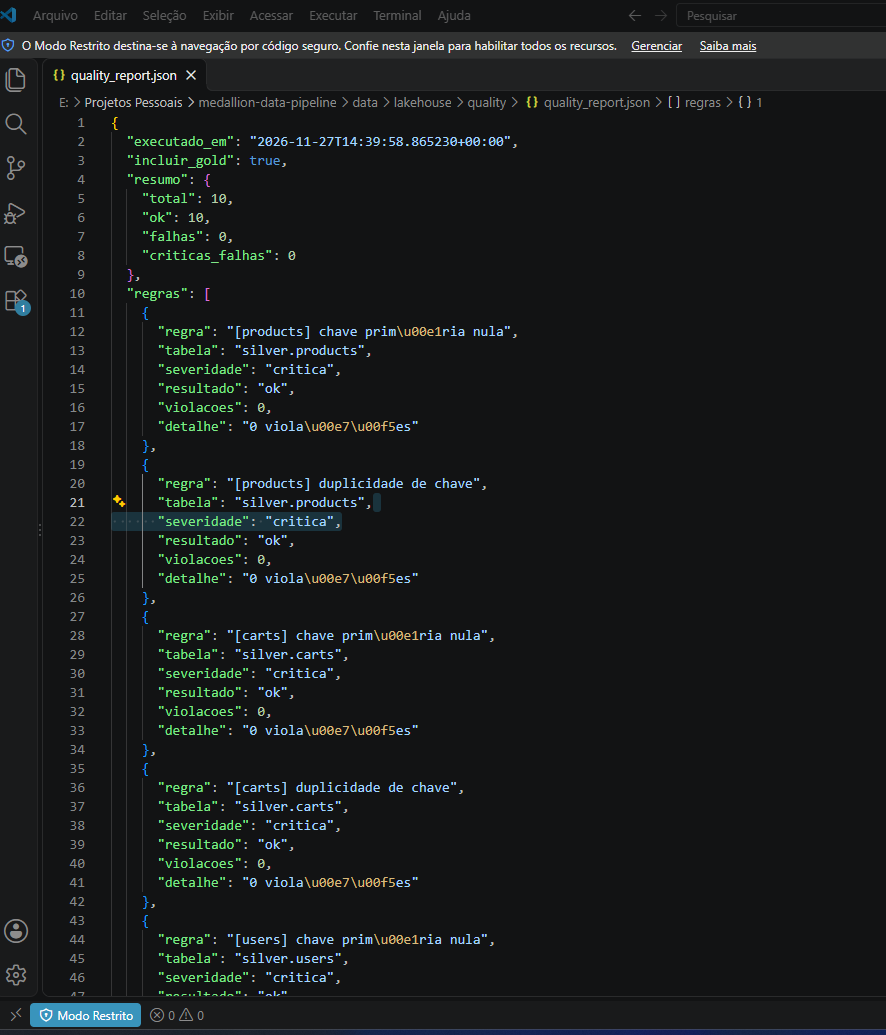 Arquivo Editar Seleção Exibir Acessar Executar Terminal Ajuda Pesquisar
O Modo Restrito destina-se à navegação por código seguro. Confie nesta janela para habilitar todos os recursos. Gerenciar Saiba mais
{} quality_report.json
E: > Projetos Pessoais > medallion-data-pipeline > data > lakehouse > quality > {} quality_report.json > [ ] regras > { } 1
1 {
2 "executado_em": "2026-11-27T14:39:58.865230+00:00",
3 "incluir_gold": true,
4 "resumo": {
5 "total": 10,
6 "ok": 10,
7 "falhas": 0,
8 "criticas_falhas": 0
9 },
10 "regras": [
11 {
12 "regra": "[products] chave prim\u00e1ria nula",
13 "tabela": "silver.products",
14 "severidade": "critica",
15 "resultado": "ok",
16 "violacoes": 0,
17 "detalhe": "0 viola\u00e7\u00f5es"
18 },
19 {
20 "regra": "[products] duplicidade de chave",
21 "tabela": "silver.products",
22 "severidade": "critica",
23 "resultado": "ok",
24 "violacoes": 0,
25 "detalhe": "0 viola\u00e7\u00f5es"
26 },
27 {
28 "regra": "[carts] chave prim\u00e1ria nula",
29 "tabela": "silver.carts",
30 "severidade": "critica",
31 "resultado": "ok",
32 "violacoes": 0,
33 "detalhe": "0 viola\u00e7\u00f5es"
34 },
35 {
36 "regra": "[carts] duplicidade de chave",
37 "tabela": "silver.carts",
38 "severidade": "critica",
39 "resultado": "ok",
40 "violacoes": 0,
41 "detalhe": "0 viola\u00e7\u00f5es"
42 },
43 {
44 "regra": "[users] chave prim\u00e1ria nula",
45 "tabela": "silver.users",
46 "severidade": "critica",
47 "resultado": "ok",
1
Modo Restrito 0 0